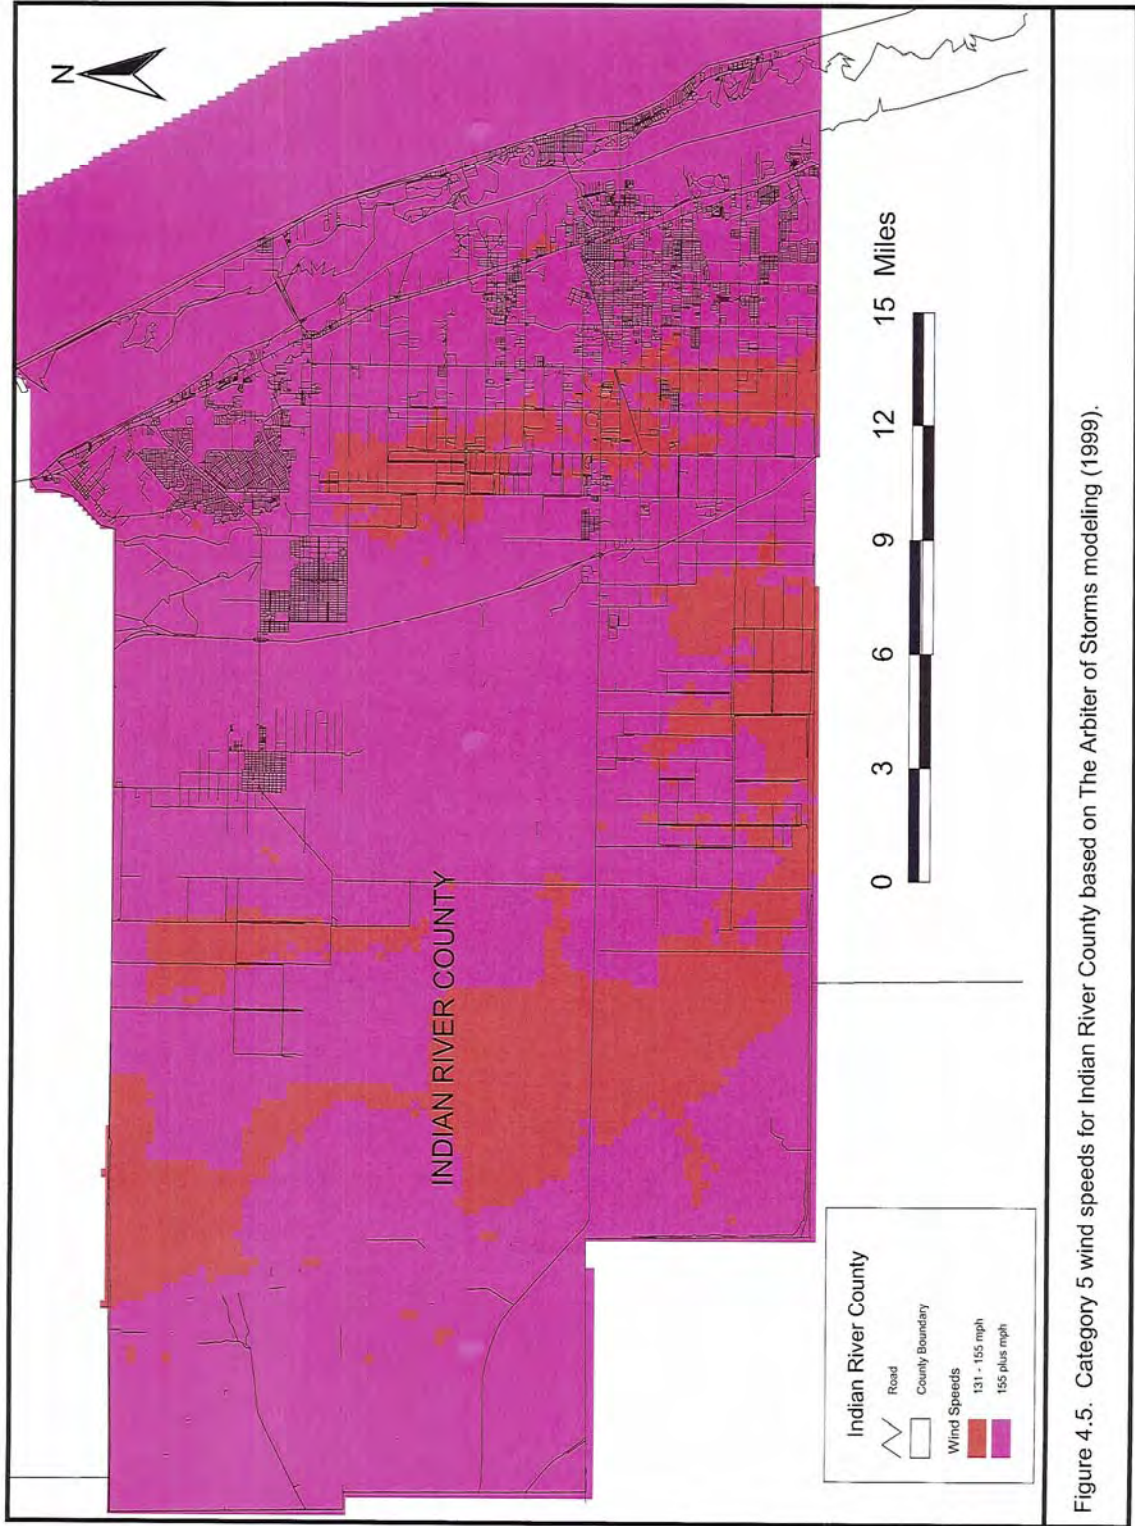 N
INDIAN RIVER COUNTY
0 3 6 9 12 15 Miles
Indian River County
Road
County Boundary
Wind Speeds
131 - 155 mph
155 plus mph
Figure 4.5. Category 5 wind speeds for Indian River County based on The Arbiter of Storms modeling (1999).